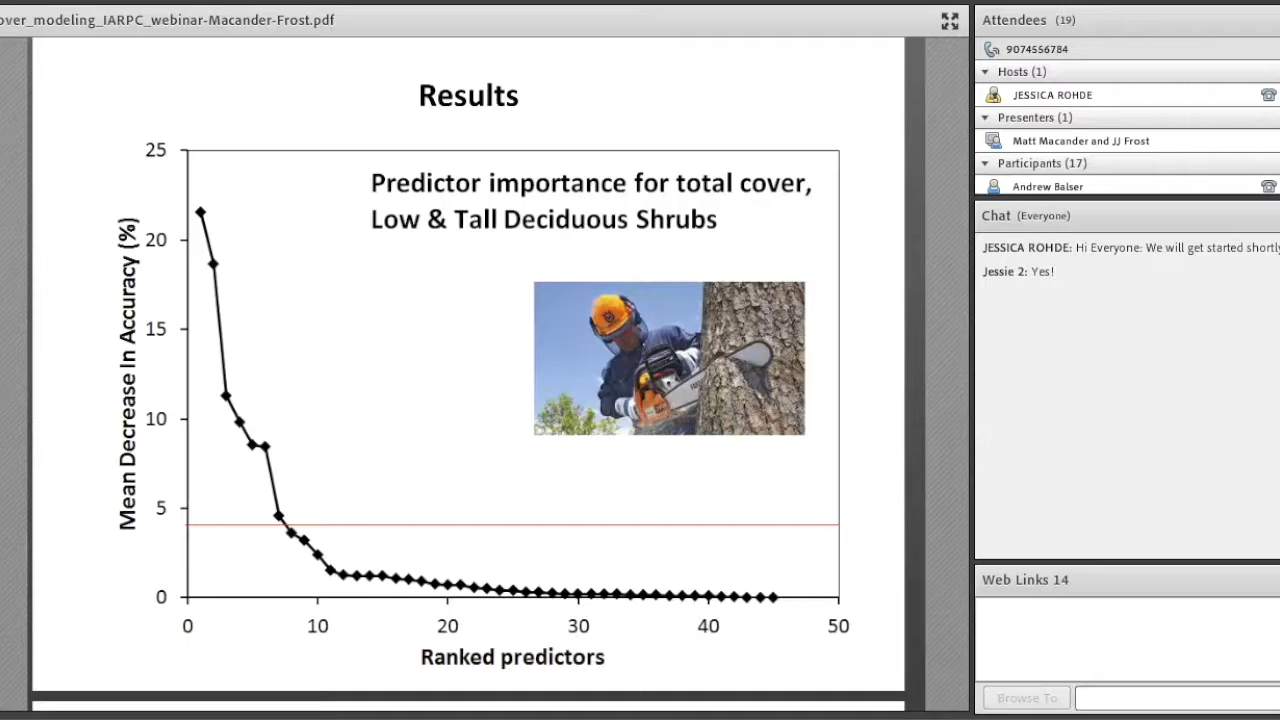 over_modeling_IARPC_webinar-Macander-Frost.pdf
Results
25
20
15
10
5
0
Mean Decrease In Accuracy (%)
Predictor importance for total cover,
Low & Tall Deciduous Shrubs
0 10 20 30 40 50
Ranked predictors
Attendees (19)
9074556784
Hosts (1)
JESSICA ROHDE
Presenters (1)
Matt Macander and JJ Frost
Participants (17)
Andrew Balser
Chat (Everyone)
JESSICA ROHDE: Hi Everyone: We will get started shortly
Jessie 2: Yes!
Web Links 14
Browse To